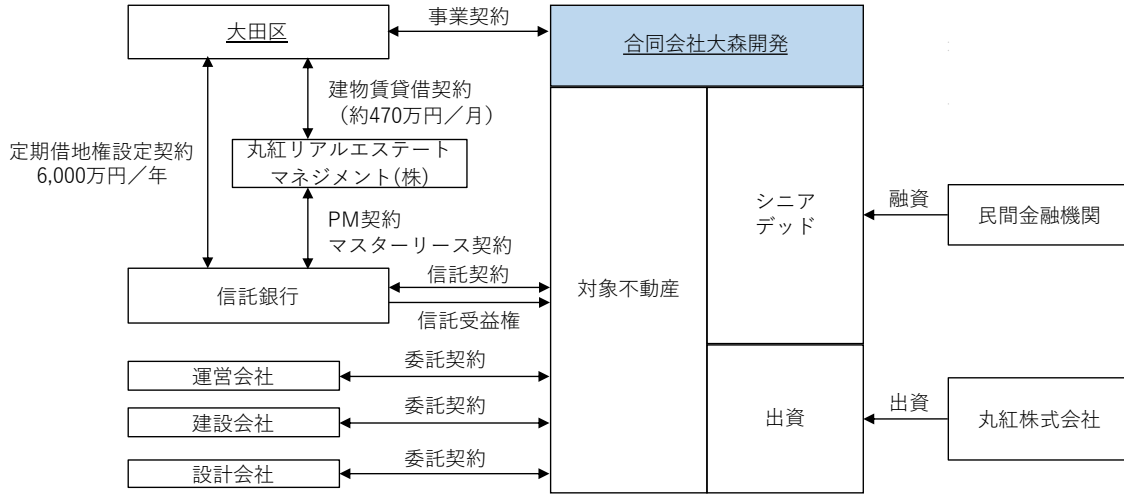 大田区
事業契約
合同会社大森開発
建物賃貸借契約
（約470万円／月）
定期借地権設定契約
6,000万円／年
丸紅リアルエステート
マネジメント(株)
PM契約
マスターリース契約
信託銀行
信託契約
信託受益権
対象不動産
シニア
デッド
融資
民間金融機関
運営会社
委託契約
建設会社
委託契約
設計会社
委託契約
出資
出資
丸紅株式会社